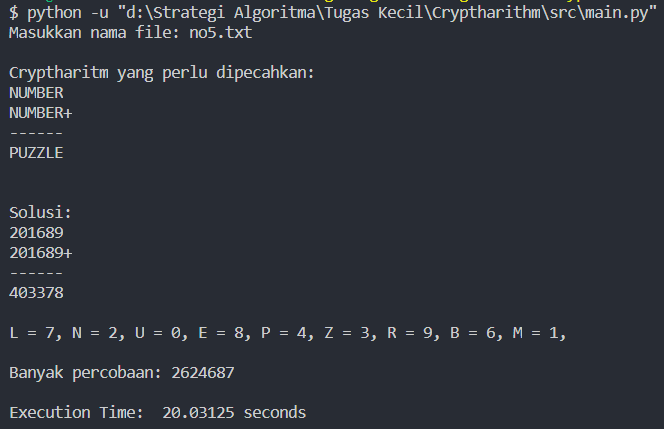 $ python -u "d:\Strategi Algoritma\Tugas Kecil\Cryptharithm\src\main.py"
Masukkan nama file: no5.txt
Cryptharitm yang perlu dipecahkan:
NUMBER
NUMBER+
------
PUZZLE
Solusi:
201689
201689+
------
403378
L = 7, N = 2, U = 0, E = 8, P = 4, Z = 3, R = 9, B = 6, M = 1,
Banyak percobaan: 2624687
Execution Time:  20.03125 seconds